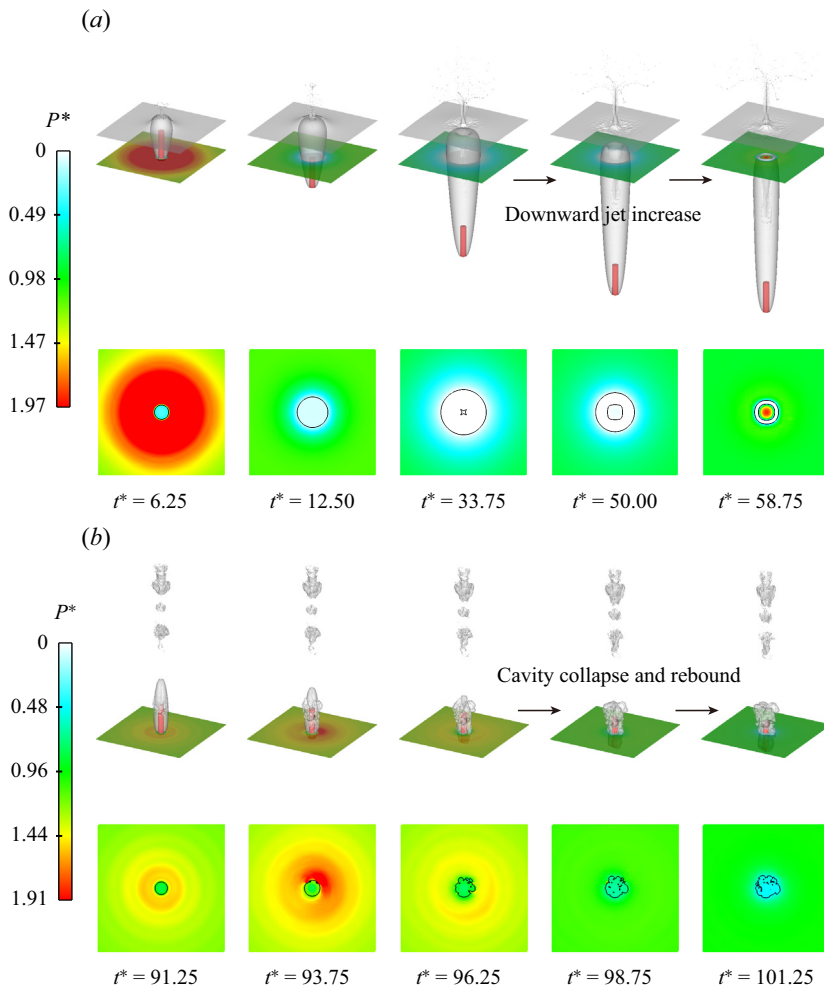 (a)
P*
0
0.49
0.98
1.47
1.97
Downward jet increase
t* = 6.25
t* = 12.50
t* = 33.75
t* = 50.00
t* = 58.75
(b)
P*
0
0.48
0.96
1.44
1.91
Cavity collapse and rebound
t* = 91.25
t* = 93.75
t* = 96.25
t* = 98.75
t* = 101.25